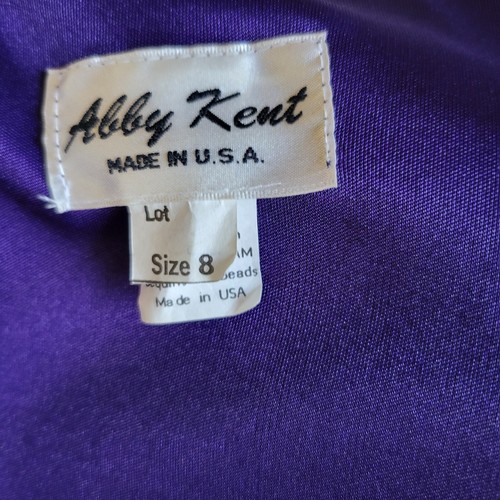 Abby Kent
MADE IN U.S.A.
Lot
Size 8
Made in USA